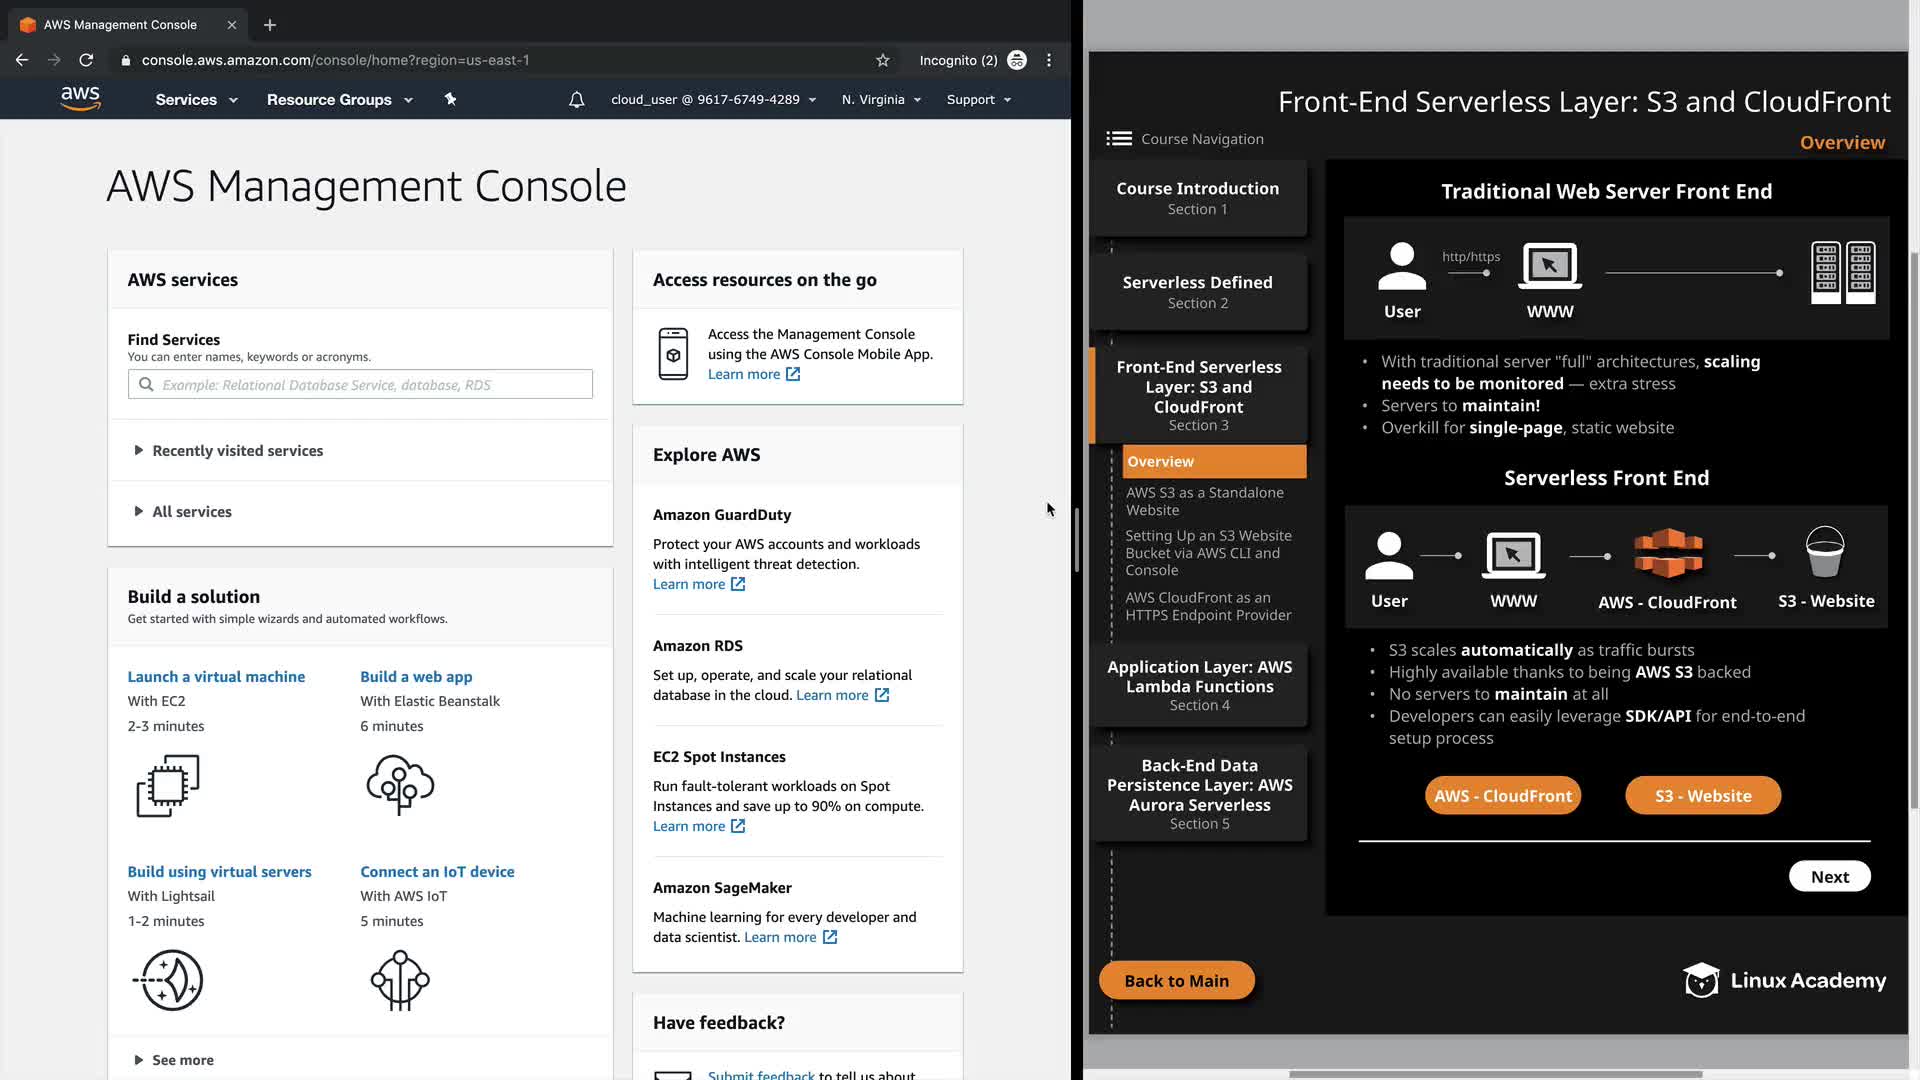 AWS Management Console
console.aws.amazon.com/console/home?region=us-east-1
Incognito (2)
aws
Services
Resource Groups
cloud_user @ 9617-6749-4289
N. Virginia
Support
AWS Management Console
AWS services
Find Services
You can enter names, keywords or acronyms.
Example: Relational Database Service, database, RDS
Recently visited services
All services
Build a solution
Get started with simple wizards and automated workflows.
Launch a virtual machine
With EC2
2-3 minutes
Build a web app
With Elastic Beanstalk
6 minutes
Build using virtual servers
With Lightsail
1-2 minutes
Connect an IoT device
With AWS IoT
5 minutes
See more
Access resources on the go
Access the Management Console
using the AWS Console Mobile App.
Learn more
Explore AWS
Amazon GuardDuty
Protect your AWS accounts and workloads
with intelligent threat detection.
Learn more
Amazon RDS
Set up, operate, and scale your relational
database in the cloud. Learn more
EC2 Spot Instances
Run fault-tolerant workloads on Spot
Instances and save up to 90% on compute.
Learn more
Amazon SageMaker
Machine learning for every developer and
data scientist. Learn more
Have feedback?
Submit feedback to tell us about
Front-End Serverless Layer: S3 and CloudFront
Course Navigation
Overview
Course Introduction
Section 1
Serverless Defined
Section 2
Front-End Serverless
Layer: S3 and
CloudFront
Section 3
Overview
AWS S3 as a Standalone
Website
Setting Up an S3 Website
Bucket via AWS CLI and
Console
AWS CloudFront as an
HTTPS Endpoint Provider
Application Layer: AWS
Lambda Functions
Section 4
Back-End Data
Persistence Layer: AWS
Aurora Serverless
Section 5
Back to Main
Traditional Web Server Front End
http/https
User
WWW
• With traditional server "full" architectures, scaling
needs to be monitored — extra stress
• Servers to maintain!
• Overkill for single-page, static website
Serverless Front End
User
WWW
AWS - CloudFront
S3 - Website
• S3 scales automatically as traffic bursts
• Highly available thanks to being AWS S3 backed
• No servers to maintain at all
• Developers can easily leverage SDK/API for end-to-end
setup process
AWS - CloudFront
S3 - Website
Next
Linux Academy